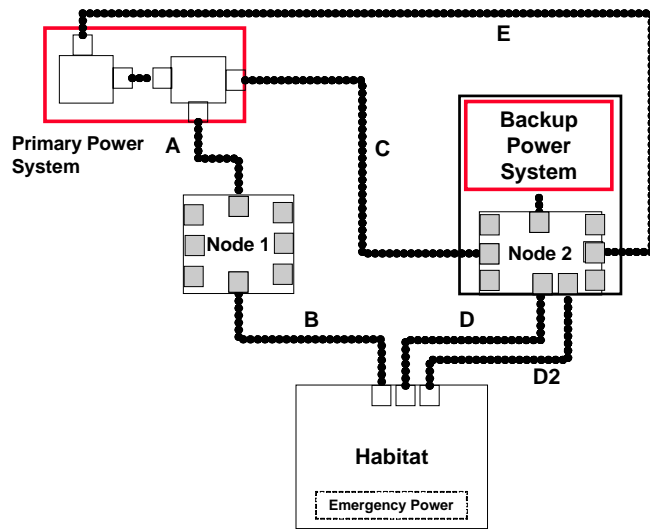 E
Primary Power
System
A
C
Backup
Power
System
Node 1
Node 2
B
D
D2
Habitat
Emergency Power